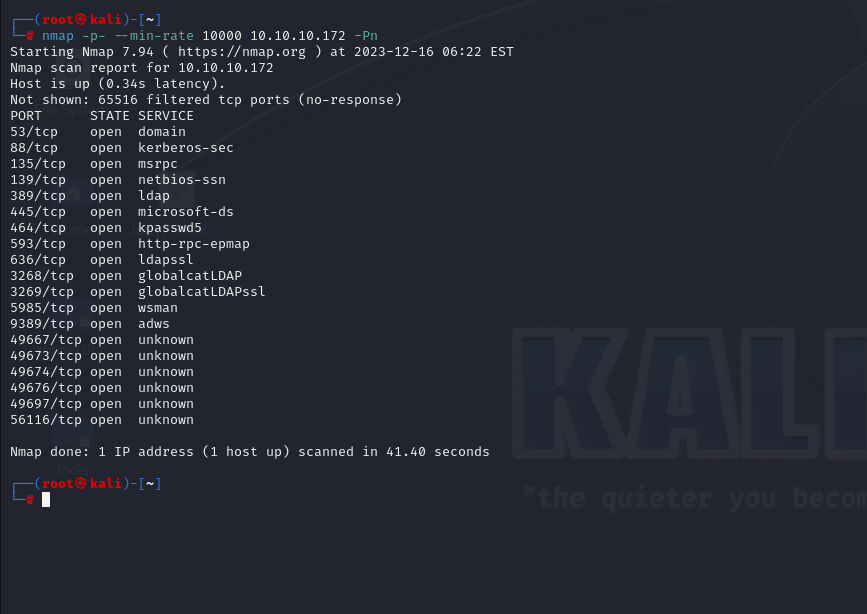 ┌──(root㉿kali)-[~]
└─# nmap -p- --min-rate 10000 10.10.10.172 -Pn
Starting Nmap 7.94 ( https://nmap.org ) at 2023-12-16 06:22 EST
Nmap scan report for 10.10.10.172
Host is up (0.34s latency).
Not shown: 65516 filtered tcp ports (no-response)
PORT      STATE SERVICE
53/tcp    open  domain
88/tcp    open  kerberos-sec
135/tcp   open  msrpc
139/tcp   open  netbios-ssn
389/tcp   open  ldap
445/tcp   open  microsoft-ds
464/tcp   open  kpasswd5
593/tcp   open  http-rpc-epmap
636/tcp   open  ldapssl
3268/tcp  open  globalcatLDAP
3269/tcp  open  globalcatLDAPssl
5985/tcp  open  wsman
9389/tcp  open  adws
49667/tcp open  unknown
49673/tcp open  unknown
49674/tcp open  unknown
49676/tcp open  unknown
49697/tcp open  unknown
56116/tcp open  unknown
Nmap done: 1 IP address (1 host up) scanned in 41.40 seconds
tools
┌──(root㉿kali)-[~]
└─#
KALI
"the quieter you becom